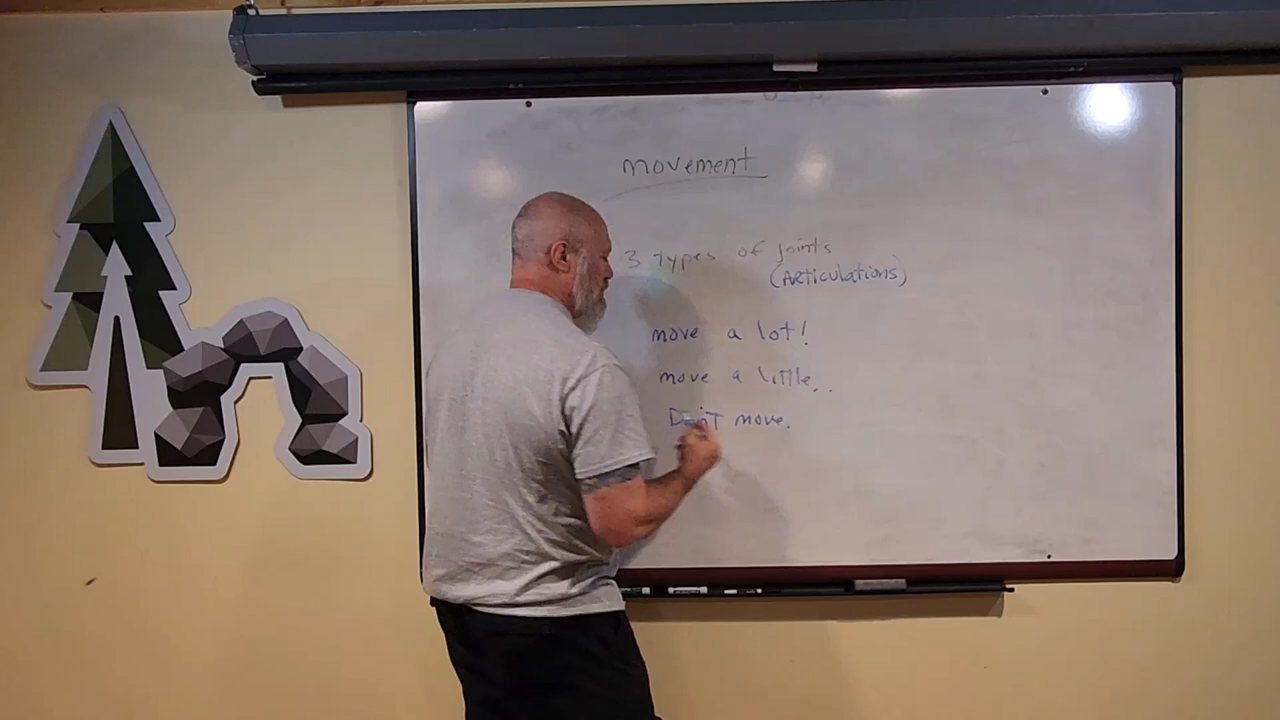 movement
3 types of joints
(Articulations)
move a lot!
move a little..
Don't move.